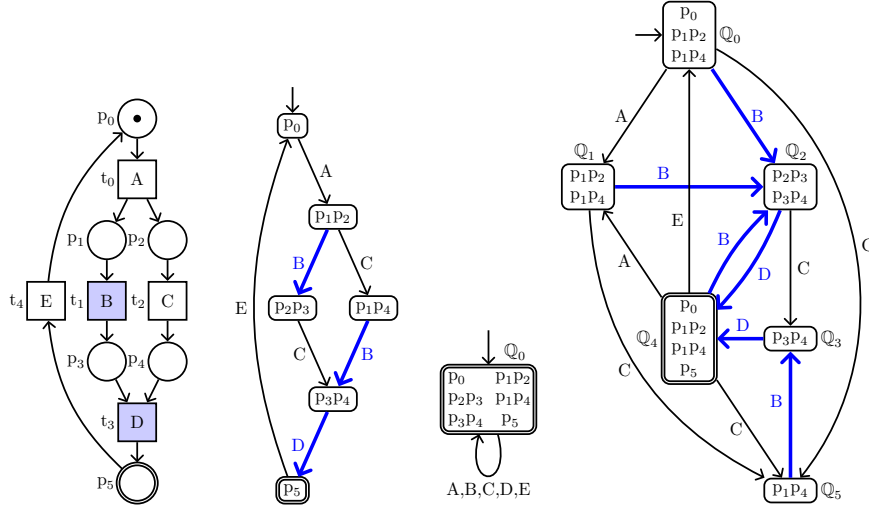 p₀
t₀ A
p₁ p₂
t₄ E t₁ B t₂ C
p₃ p₄
t₃ D
p₅
p₀
A
p₁p₂
B C
p₂p₃ p₁p₄
E
C B
p₃p₄
D
p₅
ℚ₀
p₀ p₁p₂
p₂p₃ p₁p₄
p₃p₄ p₅
A,B,C,D,E
p₀
p₁p₂ ℚ₀
p₁p₄
A B
ℚ₁ ℚ₂
p₁p₂ B p₂p₃
p₁p₄ p₃p₄
E B C
A D C
p₀
p₁p₂ D
ℚ₄ p₃p₄ ℚ₃
p₁p₄
p₅
C B
C
p₁p₄ ℚ₅